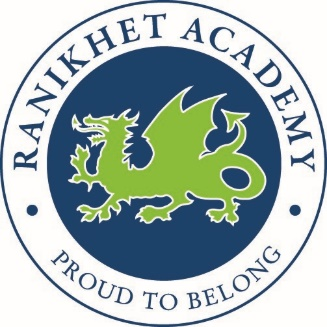 RANIKHET ACADEMY
PROUD TO BELONG